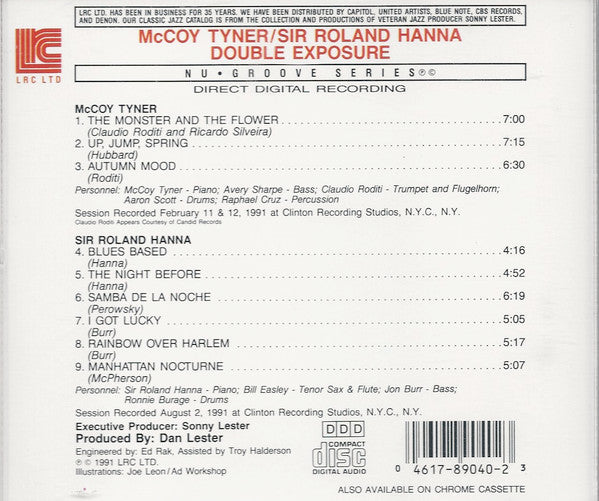 LRC LTD. HAS BEEN IN BUSINESS FOR 35 YEARS. WE HAVE BEEN DISTRIBUTED BY CAPITOL, UNITED ARTISTS, BLUE NOTE, CBS RECORDS,
AND DENON. OUR CLASSIC JAZZ CATALOG IS FROM THE COLLECTION AND PRODUCTIONS OF VETERAN JAZZ PRODUCER SONNY LESTER.
LRC LTD
McCOY TYNER/SIR ROLAND HANNA
DOUBLE EXPOSURE
NU•GROOVE SERIES ℗©
DIRECT DIGITAL RECORDING
McCOY TYNER
1. THE MONSTER AND THE FLOWER 7:00
(Claudio Roditi and Ricardo Silveira)
2. UP, JUMP, SPRING 7:15
(Hubbard)
3. AUTUMN MOOD 6:30
(Roditi)
Personnel: McCoy Tyner - Piano; Avery Sharpe - Bass; Claudio Roditi - Trumpet and Flugelhorn;
Aaron Scott - Drums; Raphael Cruz - Percussion
Session Recorded February 11 & 12, 1991 at Clinton Recording Studios, N.Y.C., N.Y.
Claudio Roditi Appears Courtesy of Candid Records
SIR ROLAND HANNA
4. BLUES BASED 4:16
(Hanna)
5. THE NIGHT BEFORE 4:52
(Hanna)
6. SAMBA DE LA NOCHE 6:19
(Perowsky)
7. I GOT LUCKY 5:05
(Burr)
8. RAINBOW OVER HARLEM 5:17
(Burr)
9. MANHATTAN NOCTURNE 5:07
(McPherson)
Personnel: Sir Roland Hanna - Piano; Bill Easley - Tenor Sax & Flute; Jon Burr - Bass;
Ronnie Burage - Drums
Session Recorded August 2, 1991 at Clinton Recording Studios, N.Y.C., N.Y.
Executive Producer: Sonny Lester
Produced By: Dan Lester
Engineered by: Ed Rak, Assisted by Troy Halderson
℗ © 1991 LRC LTD.
Illustrations: Joe Leon/Ad Workshop
DDD
COMPACT
disc
DIGITAL AUDIO
0 4617-89040-2 3
ALSO AVAILABLE ON CHROME CASSETTE